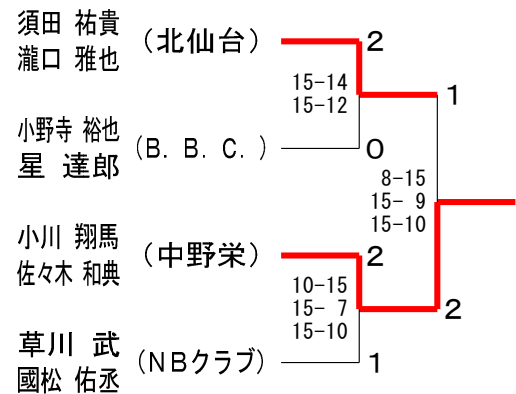 須田 祐貴
瀧口 雅也
(北仙台)
2
15-14
15-12
1
小野寺 裕也
星 達郎
(B. B. C. )
0
8-15
15- 9
15-10
小川 翔馬
佐々木 和典
(中野栄)
2
10-15
15- 7
15-10
2
草川 武
國松 佑丞
(NBクラブ)
1